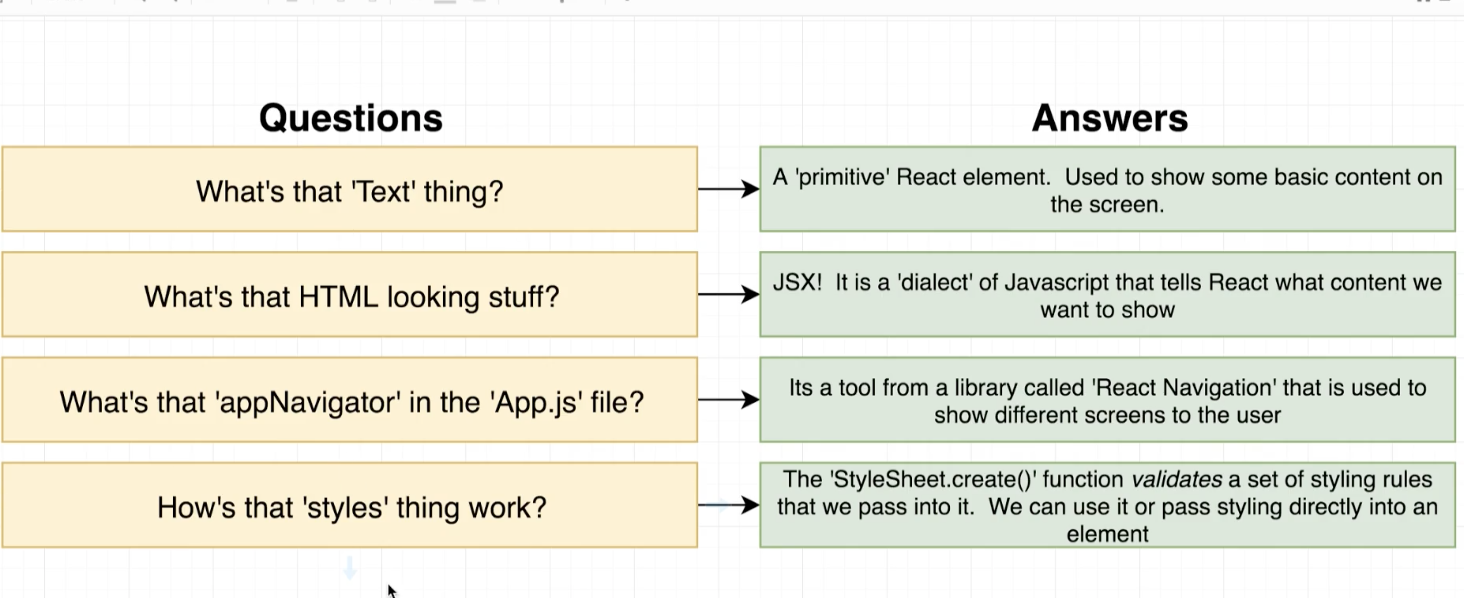 Questions
Answers
What's that 'Text' thing?
A 'primitive' React element.  Used to show some basic content on
the screen.
What's that HTML looking stuff?
JSX!  It is a 'dialect' of Javascript that tells React what content we
want to show
What's that 'appNavigator' in the 'App.js' file?
Its a tool from a library called 'React Navigation' that is used to
show different screens to the user
How's that 'styles' thing work?
The 'StyleSheet.create()' function validates a set of styling rules
that we pass into it.  We can use it or pass styling directly into an
element